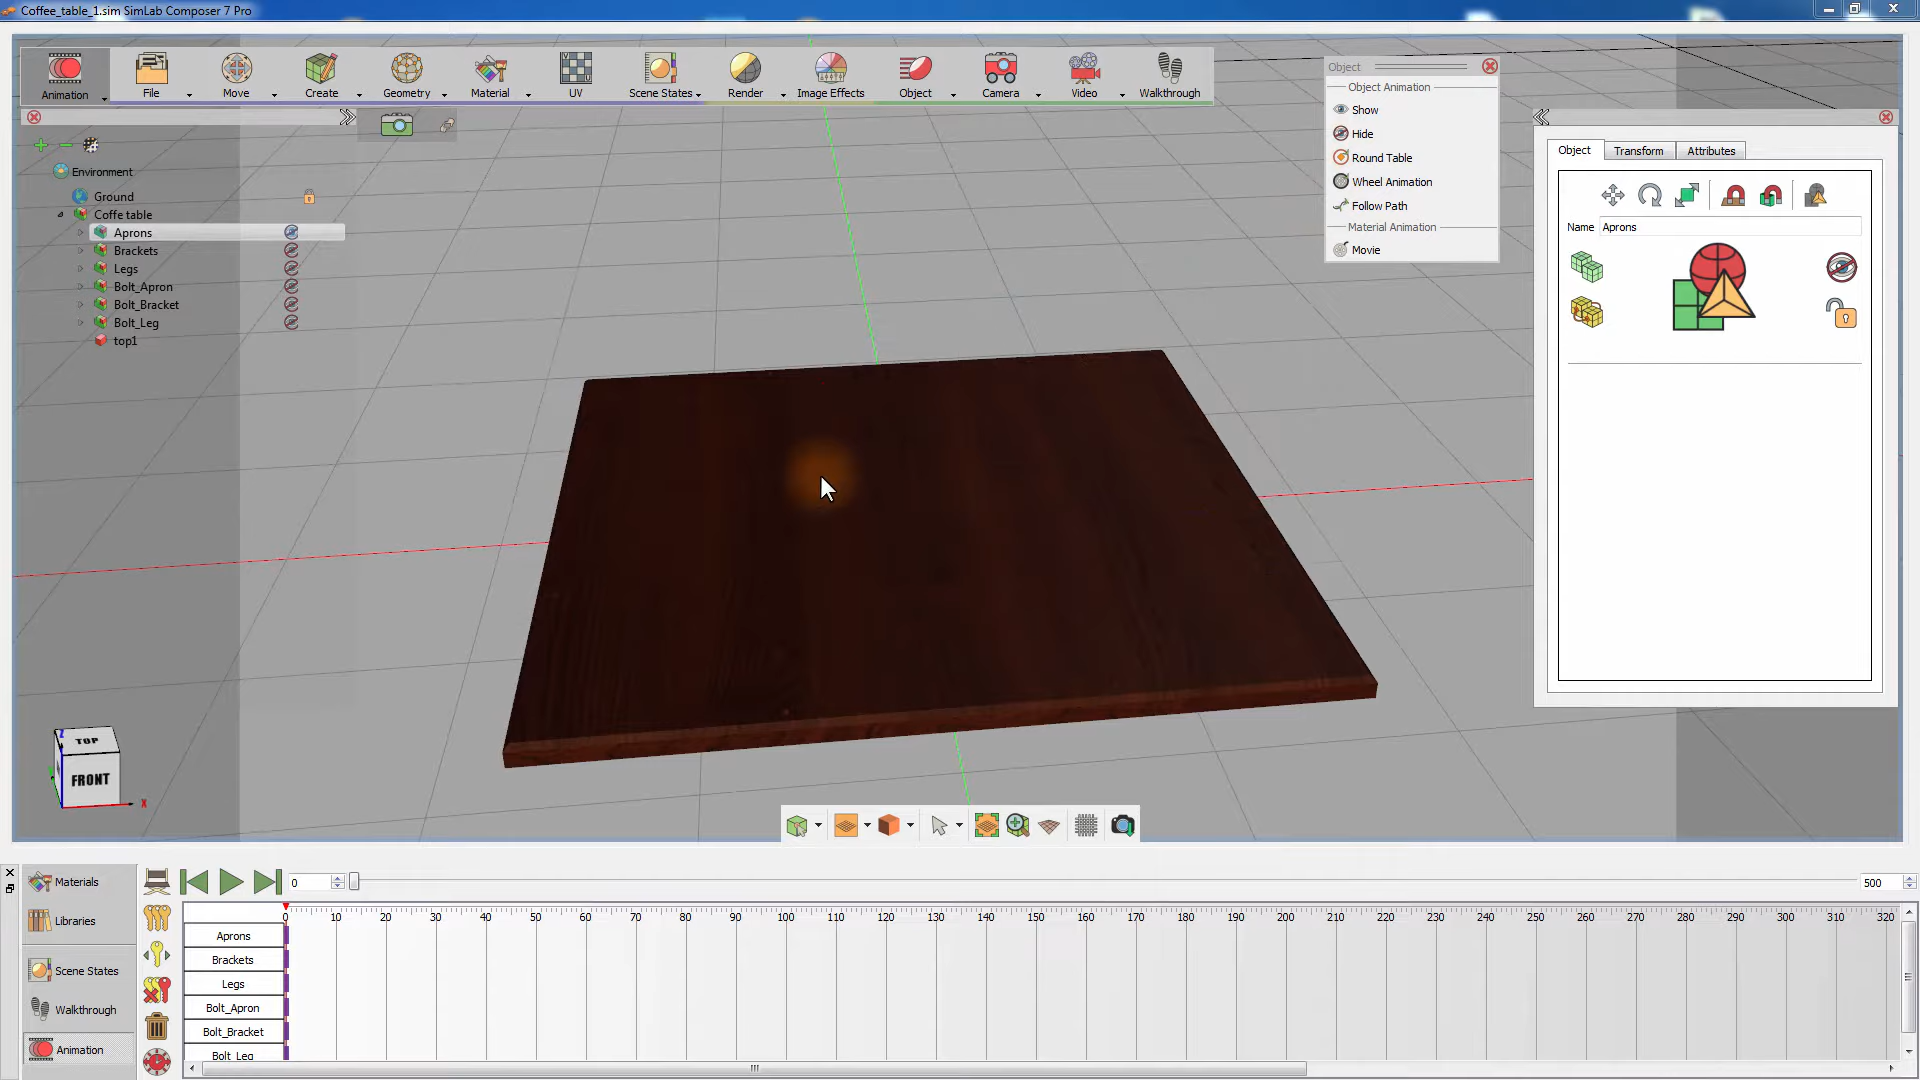 Coffee_table_1.sim SimLab Composer 7 Pro
Animation File Move Create Geometry Material UV Scene States Render Image Effects Object Camera Video Walkthrough
Object
Object Animation
Show
Hide
Round Table
Wheel Animation
Follow Path
Material Animation
Movie
Environment
Ground
Coffe table
Aprons
Brackets
Legs
Bolt_Apron
Bolt_Bracket
Bolt_Leg
top1
Object Transform Attributes
Name Aprons
TOP
FRONT
Z
X
Materials
Libraries
Scene States
Walkthrough
Animation
0
500
0 10 20 30 40 50 60 70 80 90 100 110 120 130 140 150 160 170 180 190 200 210 220 230 240 250 260 270 280 290 300 310 320
Aprons
Brackets
Legs
Bolt_Apron
Bolt_Bracket
Bolt_Leg